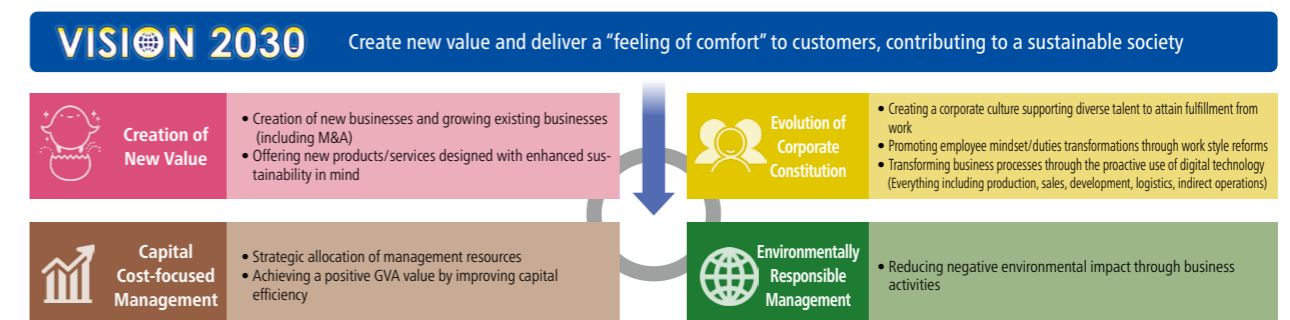 VISION 2030
Create new value and deliver a “feeling of comfort” to customers, contributing to a sustainable society
Creation of
New Value
• Creation of new businesses and growing existing businesses
(including M&A)
• Offering new products/services designed with enhanced sus-
tainability in mind
Evolution of
Corporate
Constitution
• Creating a corporate culture supporting diverse talent to attain fulfillment from
work
• Promoting employee mindset/duties transformations through work style reforms
• Transforming business processes through the proactive use of digital technology
(Everything including production, sales, development, logistics, indirect operations)
Capital
Cost-focused
Management
• Strategic allocation of management resources
• Achieving a positive GVA value by improving capital
efficiency
Environmentally
Responsible
Management
• Reducing negative environmental impact through business
activities